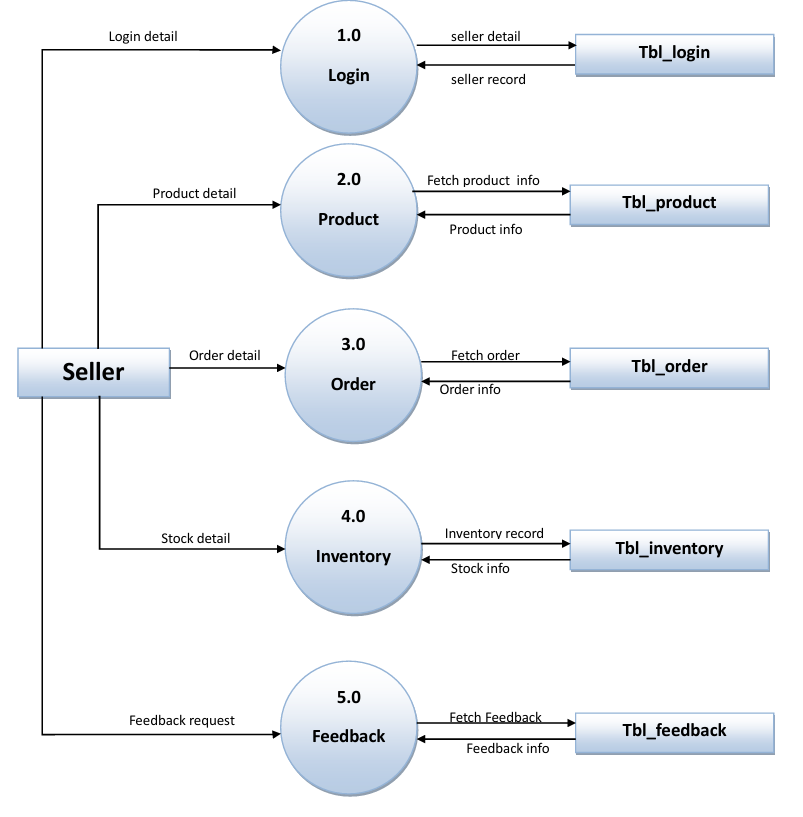 1.0
Login detail
seller detail
Login
Tbl_login
seller record
2.0
Product detail
Fetch product  info
Product
Tbl_product
Product info
3.0
Seller
Order detail
Fetch order
Order
Tbl_order
Order info
4.0
Stock detail
Inventory record
Inventory
Tbl_inventory
Stock info
5.0
Feedback request
Fetch Feedback
Feedback
Tbl_feedback
Feedback info